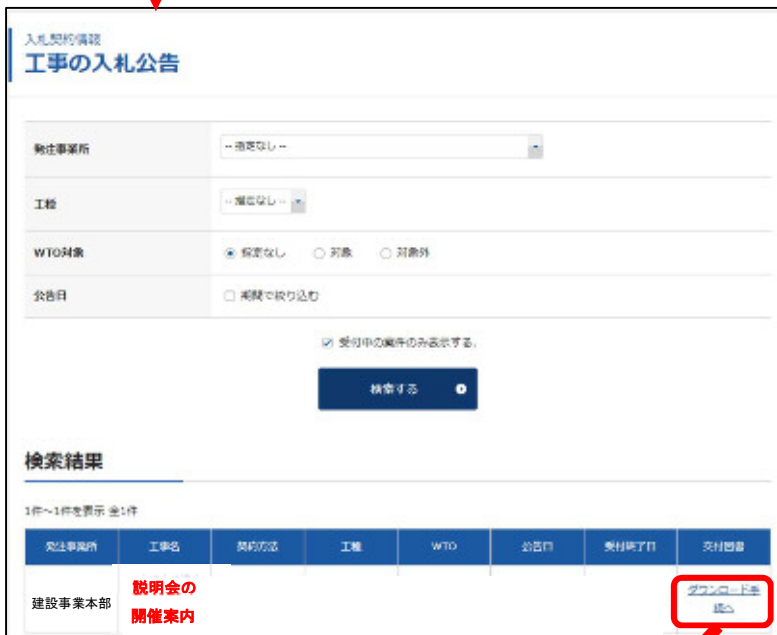 入札契約情報
工事の入札公告
発注事業所
-- 指定なし --
工種
-- 指定なし --
WTO対象
指定なし 対象 対象外
公告日
期間で絞り込む
受付中の案件のみ表示する。
検索する
検索結果
1件～1件を表示 全1件
発注事業所 工事名 契約方法 工種 WTO 公告日 受付終了日 交付図書
建設事業本部
説明会の
開催案内
ダウンロード手
続へ